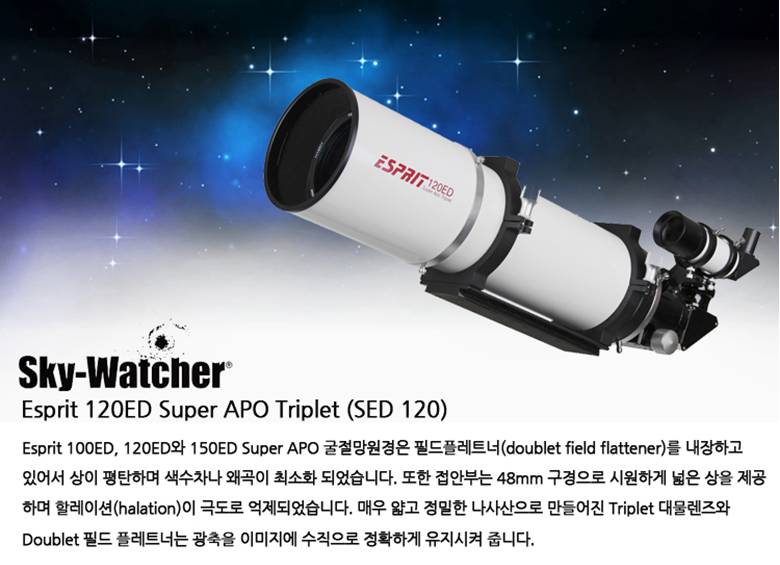 ESPRIT 120ED
Super Apo Triplet
Sky-Watcher®
Esprit 120ED Super APO Triplet (SED 120)
Esprit 100ED, 120ED와 150ED Super APO 굴절망원경은 필드플레트너(doublet field flattener)를 내장하고
있어서 상이 평탄하며 색수차나 왜곡이 최소화 되었습니다. 또한 접안부는 48mm 구경으로 시원하게 넓은 상을 제공
하며 할레이션(halation)이 극도로 억제되었습니다. 매우 얇고 정밀한 나사산으로 만들어진 Triplet 대물렌즈와
Doublet 필드 플레트너는 광축을 이미지에 수직으로 정확하게 유지시켜 줍니다.